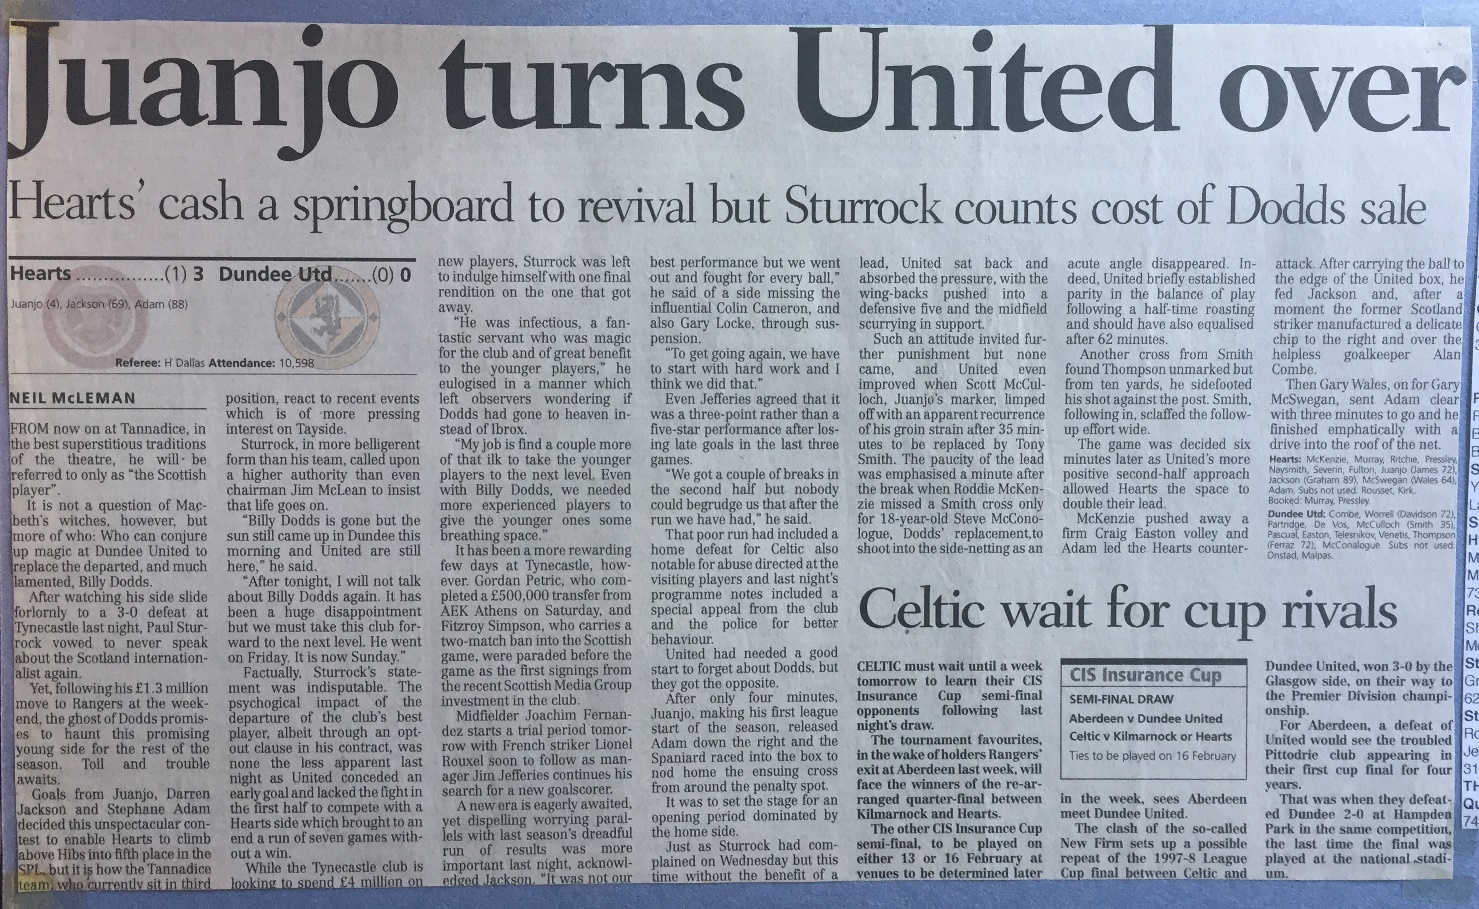 Juanjo turns United over
Hearts' cash a springboard to revival but Sturrock counts cost of Dodds sale
Hearts..............(1) 3 Dundee Utd.......(0) 0
Juanjo (4), Jackson (69), Adam (88)
Referee: H Dallas Attendance: 10,598
NEIL McLEMAN
FROM now on at Tannadice, in
the best superstitious traditions
of the theatre, he will be
referred to only as “the Scottish
player”.
It is not a question of Mac-
beth's witches, however, but
more of who: Who can conjure
up magic at Dundee United to
replace the departed, and much
lamented, Billy Dodds.
After watching his side slide
forlornly to a 3-0 defeat at
Tynecastle last night, Paul Stur-
rock vowed to never speak
about the Scotland internation-
alist again.
Yet, following his £1.3 million
move to Rangers at the week-
end, the ghost of Dodds promis-
es to haunt this promising
young side for the rest of the
season. Toll and trouble
awaits.
Goals from Juanjo, Darren
Jackson and Stephane Adam
decided this unspectacular con-
test to enable Hearts to climb
above Hibs into fifth place in the
SPL, but it is how the Tannadice
team, who currently sit in third
position, react to recent events
which is of more pressing
interest on Tayside.
Sturrock, in more belligerent
form than his team, called upon
a higher authority than even
chairman Jim McLean to insist
that life goes on.
“Billy Dodds is gone but the
sun still came up in Dundee this
morning and United are still
here,” he said.
“After tonight, I will not talk
about Billy Dodds again. It has
been a huge disappointment
but we must take this club for-
ward to the next level. He went
on Friday. It is now Sunday.”
Factually, Sturrock's state-
ment was indisputable. The
psychogical impact of the
departure of the club's best
player, albeit through an opt-
out clause in his contract, was
none the less apparent last
night as United conceded an
early goal and lacked the fight in
the first half to compete with a
Hearts side which brought to an
end a run of seven games with-
out a win.
While the Tynecastle club is
looking to spend £4 million on
new players, Sturrock was left
to indulge himself with one final
rendition on the one that got
away.
“He was infectious, a fan-
tastic servant who was magic
for the club and of great benefit
to the younger players,” he
eulogised in a manner which
left observers wondering if
Dodds had gone to heaven in-
stead of Ibrox.
“My job is find a couple more
of that ilk to take the younger
players to the next level. Even
with Billy Dodds, we needed
more experienced players to
give the younger ones some
breathing space.”
It has been a more rewarding
few days at Tynecastle, how-
ever. Gordan Petric, who com-
pleted a £500,000 transfer from
AEK Athens on Saturday, and
Fitzroy Simpson, who carries a
two-match ban into the Scottish
game, were paraded before the
game as the first signings from
the recent Scottish Media Group
investment in the club.
Midfielder Joachim Fernan-
dez starts a trial period tomor-
row with French striker Lionel
Rouxel soon to follow as man-
ager Jim Jefferies continues his
search for a new goalscorer.
A new era is eagerly awaited,
yet dispelling worrying paral-
lels with last season's dreadful
run of results was more
important last night, acknowl-
edged Jackson. “It was not our
best performance but we went
out and fought for every ball,”
he said of a side missing the
influential Colin Cameron, and
also Gary Locke, through sus-
pension.
“To get going again, we have
to start with hard work and I
think we did that.”
Even Jefferies agreed that it
was a three-point rather than a
five-star performance after los-
ing late goals in the last three
games.
“We got a couple of breaks in
the second half but nobody
could begrudge us that after the
run we have had,” he said.
That poor run had included a
home defeat for Celtic also
notable for abuse directed at the
visiting players and last night's
programme notes included a
special appeal from the club
and the police for better
behaviour.
United had needed a good
start to forget about Dodds, but
they got the opposite.
After only four minutes,
Juanjo, making his first league
start of the season, released
Adam down the right and the
Spaniard raced into the box to
nod home the ensuing cross
from around the penalty spot.
It was to set the stage for an
opening period dominated by
the home side.
Just as Sturrock had com-
plained on Wednesday but this
time without the benefit of a
lead, United sat back and
absorbed the pressure, with the
wing-backs pushed into a
defensive five and the midfield
scurrying in support.
Such an attitude invited fur-
ther punishment but none
came, and United even
improved when Scott McCul-
loch, Juanjo's marker, limped
off with an apparent recurrence
of his groin strain after 35 min-
utes to be replaced by Tony
Smith. The paucity of the lead
was emphasised a minute after
the break when Roddie McKen-
zie missed a Smith cross only
for 18-year-old Steve McCono-
logue, Dodds' replacement,to
shoot into the side-netting as an
acute angle disappeared. In-
deed, United briefly established
parity in the balance of play
following a half-time roasting
and should have also equalised
after 62 minutes.
Another cross from Smith
found Thompson unmarked but
from ten yards, he sidefooted
his shot against the post. Smith,
following in, sclaffed the follow-
up effort wide.
The game was decided six
minutes later as United's more
positive second-half approach
allowed Hearts the space to
double their lead.
McKenzie pushed away a
firm Craig Easton volley and
Adam led the Hearts counter-
attack. After carrying the ball to
the edge of the United box, he
fed Jackson and, after a
moment the former Scotland
striker manufactured a delicate
chip to the right and over the
helpless goalkeeper Alan
Combe.
Then Gary Wales, on for Gary
McSwegan, sent Adam clear
with three minutes to go and he
finished emphatically with a
drive into the roof of the net.
Hearts: McKenzie, Murray, Ritchie, Pressley,
Naysmith, Severin, Fulton, Juanjo (James 72),
Jackson (Graham 89), McSwegan (Wales 64),
Adam. Subs not used: Rousset, Kirk.
Booked: Murray, Pressley.
Dundee Utd: Combe, Worrell (Davidson 72),
Partridge, De Vos, McCulloch (Smith 35),
Pascual, Easton, Telesnikov, Venetis, Thompson
(Ferraz 72), McConalogue Subs not used:
Onstad, Malpas.
Celtic wait for cup rivals
CELTIC must wait until a week
tomorrow to learn their CIS
Insurance Cup semi-final
opponents following last
night's draw.
The tournament favourites,
in the wake of holders Rangers'
exit at Aberdeen last week, will
face the winners of the re-ar-
ranged quarter-final between
Kilmarnock and Hearts.
The other CIS Insurance Cup
semi-final, to be played on
either 13 or 16 February at
venues to be determined later
CIS Insurance Cup
SEMI-FINAL DRAW
Aberdeen v Dundee United
Celtic v Kilmarnock or Hearts
Ties to be played on 16 February
in the week, sees Aberdeen
meet Dundee United.
The clash of the so-called
New Firm sets up a possible
repeat of the 1997-8 League
Cup final between Celtic and
Dundee United, won 3-0 by the
Glasgow side, on their way to
the Premier Division champi-
onship.
For Aberdeen, a defeat of
United would see the troubled
Pittodrie club appearing in
their first cup final for four
years.
That was when they defeat-
ed Dundee 2-0 at Hampden
Park in the same competition,
the last time the final was
played at the national stadi-
um.